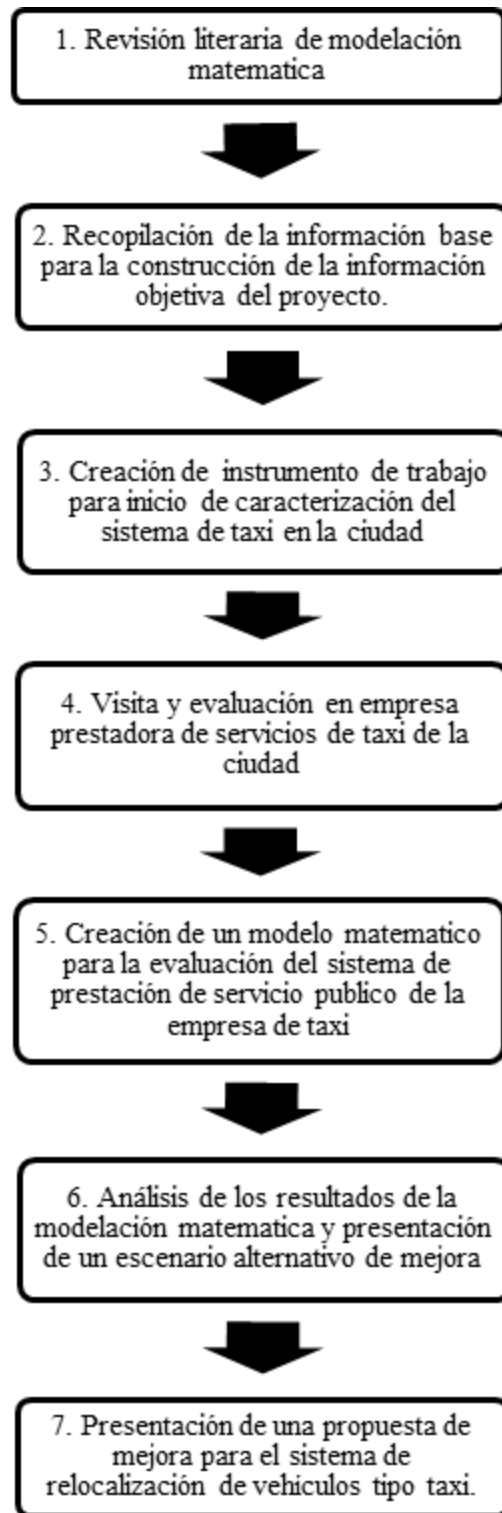 1. Revisión literaria de modelación
matematica
2. Recopilación de la información base
para la construcción de la información
objetiva del proyecto.
3. Creación de instrumento de trabajo
para inicio de caracterización del
sistema de taxi en la ciudad
4. Visita y evaluación en empresa
prestadora de servicios de taxi de la
ciudad
5. Creación de un modelo matematico
para la evaluación del sistema de
prestación de servicio publico de la
empresa de taxi
6. Análisis de los resultados de la
modelación matematica y presentación
de un escenario alternativo de mejora
7. Presentación de una propuesta de
mejora para el sistema de
relocalización de vehículos tipo taxi.